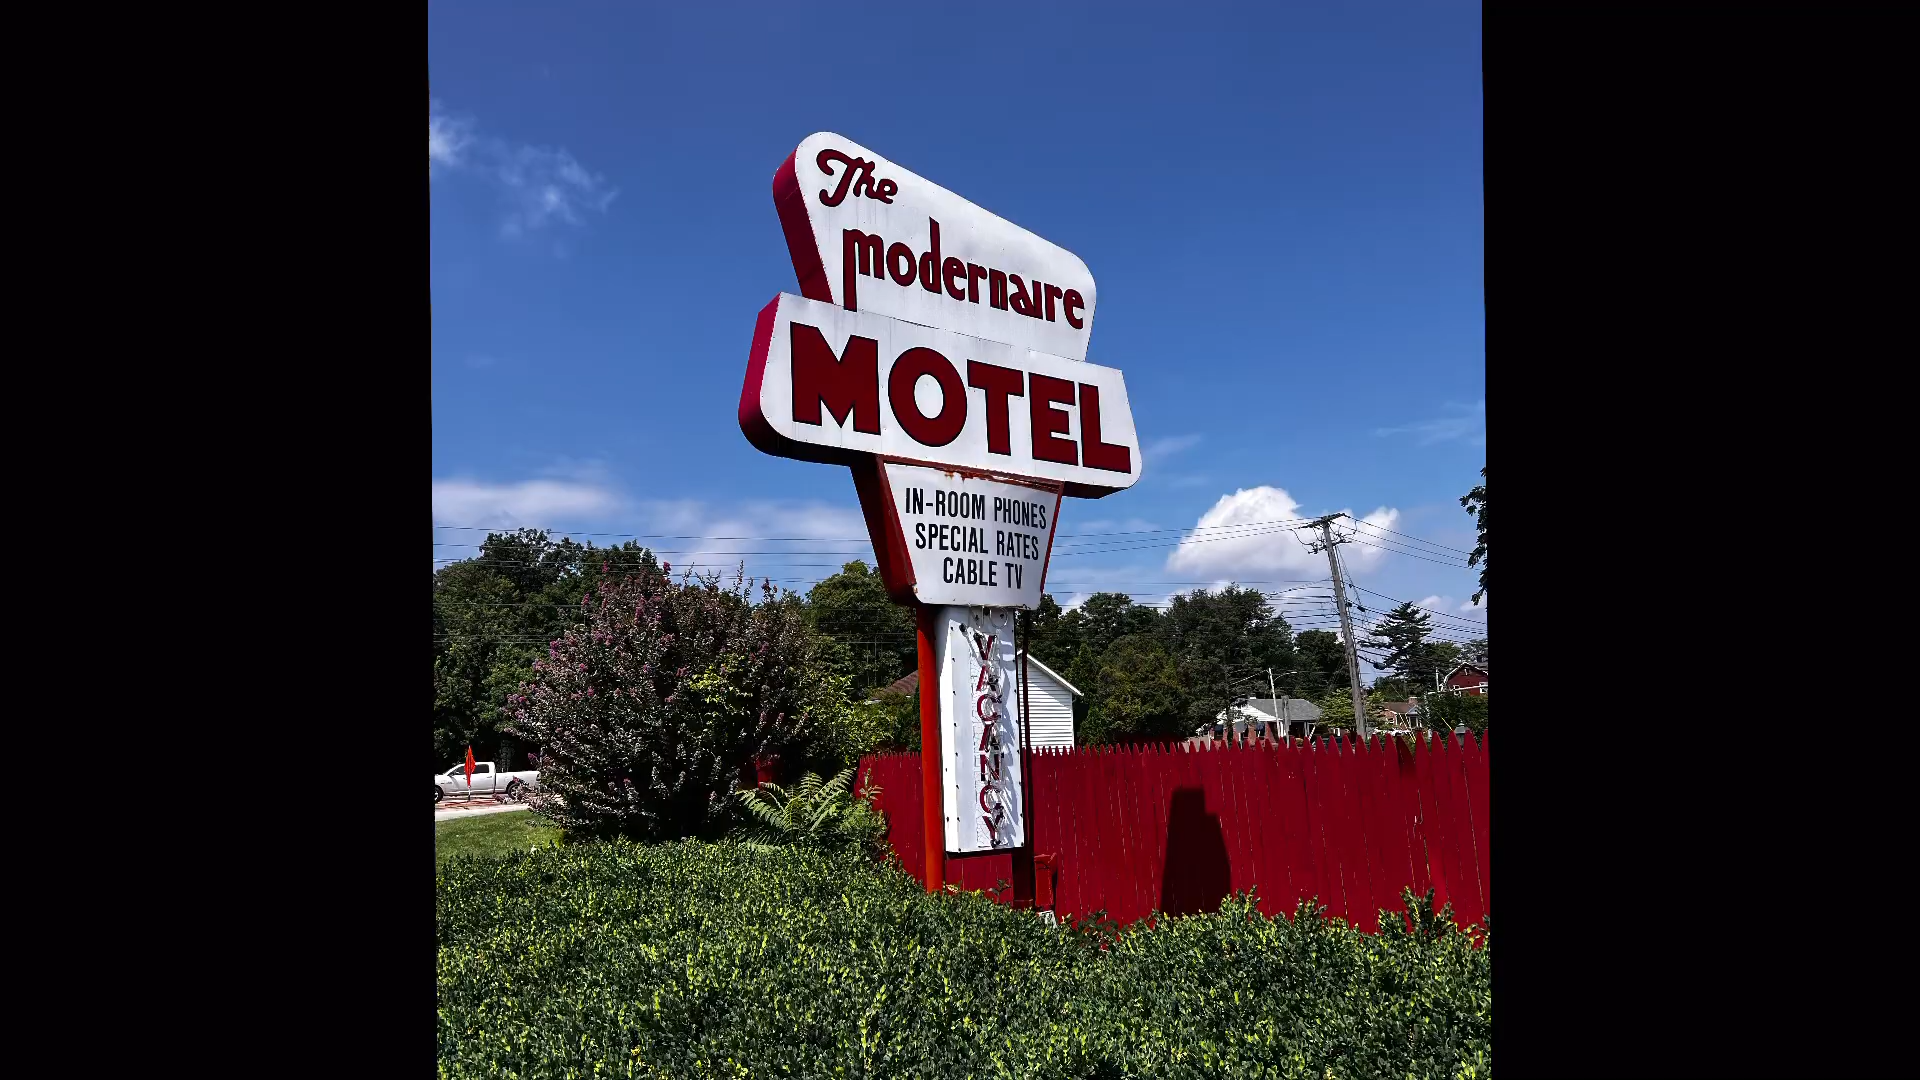 The
modernaire
MOTEL
IN-ROOM PHONES
SPECIAL RATES
CABLE TV
VACANCY